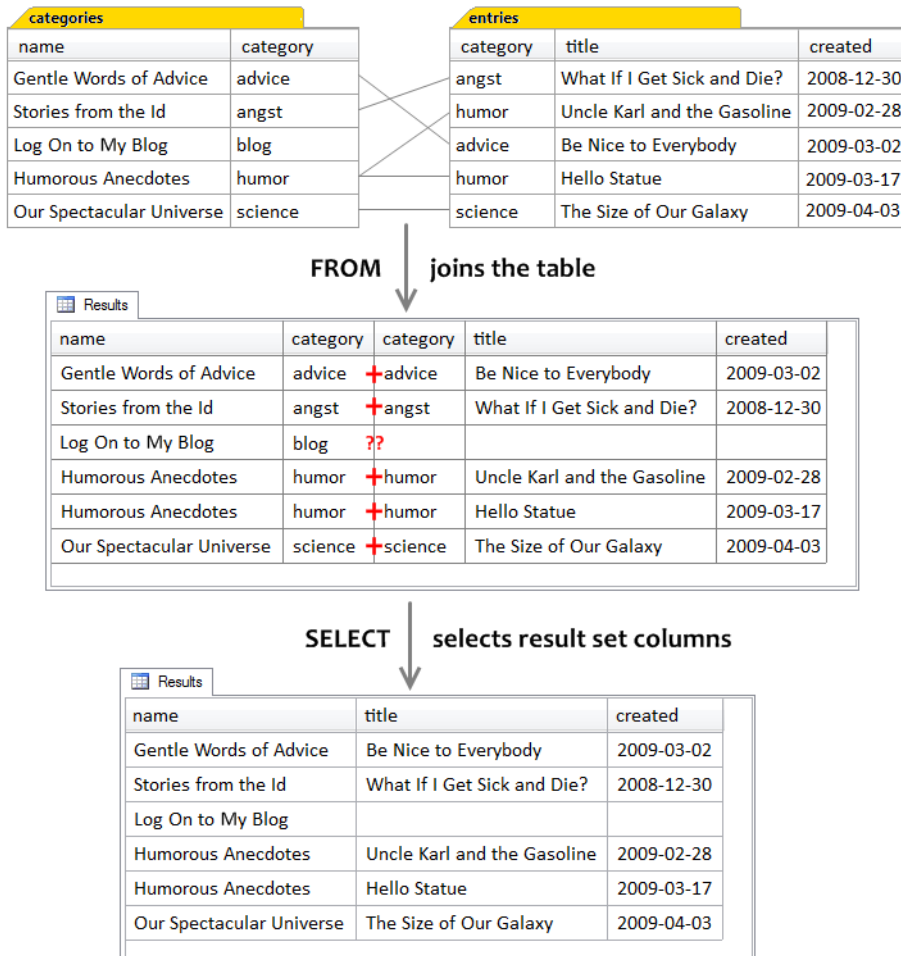 categories entries
name category category title created
Gentle Words of Advice advice angst What If I Get Sick and Die? 2008-12-30
Stories from the Id angst humor Uncle Karl and the Gasoline 2009-02-28
Log On to My Blog blog advice Be Nice to Everybody 2009-03-02
Humorous Anecdotes humor humor Hello Statue 2009-03-17
Our Spectacular Universe science science The Size of Our Galaxy 2009-04-03
FROM joins the table
Results
name category category title created
Gentle Words of Advice advice +advice Be Nice to Everybody 2009-03-02
Stories from the Id angst +angst What If I Get Sick and Die? 2008-12-30
Log On to My Blog blog ??
Humorous Anecdotes humor +humor Uncle Karl and the Gasoline 2009-02-28
Humorous Anecdotes humor +humor Hello Statue 2009-03-17
Our Spectacular Universe science +science The Size of Our Galaxy 2009-04-03
SELECT selects result set columns
Results
name title created
Gentle Words of Advice Be Nice to Everybody 2009-03-02
Stories from the Id What If I Get Sick and Die? 2008-12-30
Log On to My Blog
Humorous Anecdotes Uncle Karl and the Gasoline 2009-02-28
Humorous Anecdotes Hello Statue 2009-03-17
Our Spectacular Universe The Size of Our Galaxy 2009-04-03